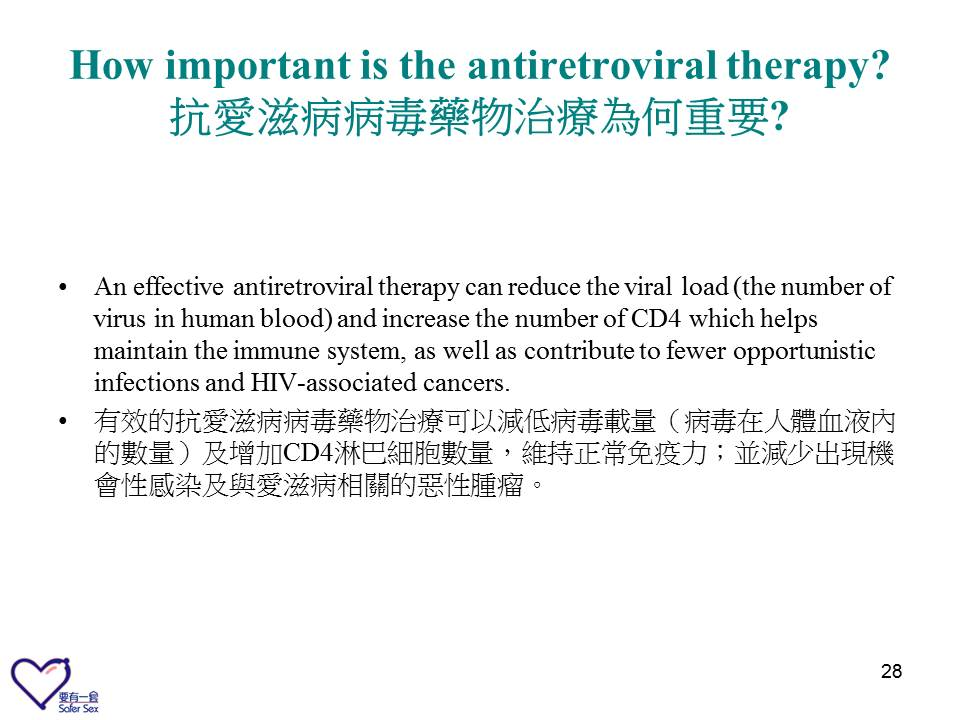 How important is the antiretroviral therapy?
抗愛滋病病毒藥物治療為何重要?
• An effective antiretroviral therapy can reduce the viral load (the number of
virus in human blood) and increase the number of CD4 which helps
maintain the immune system, as well as contribute to fewer opportunistic
infections and HIV-associated cancers.
• 有效的抗愛滋病病毒藥物治療可以減低病毒載量（病毒在人體血液內
的數量）及增加CD4淋巴細胞數量，維持正常免疫力；並減少出現機
會性感染及與愛滋病相關的惡性腫瘤。
要有一套
Safer Sex
28